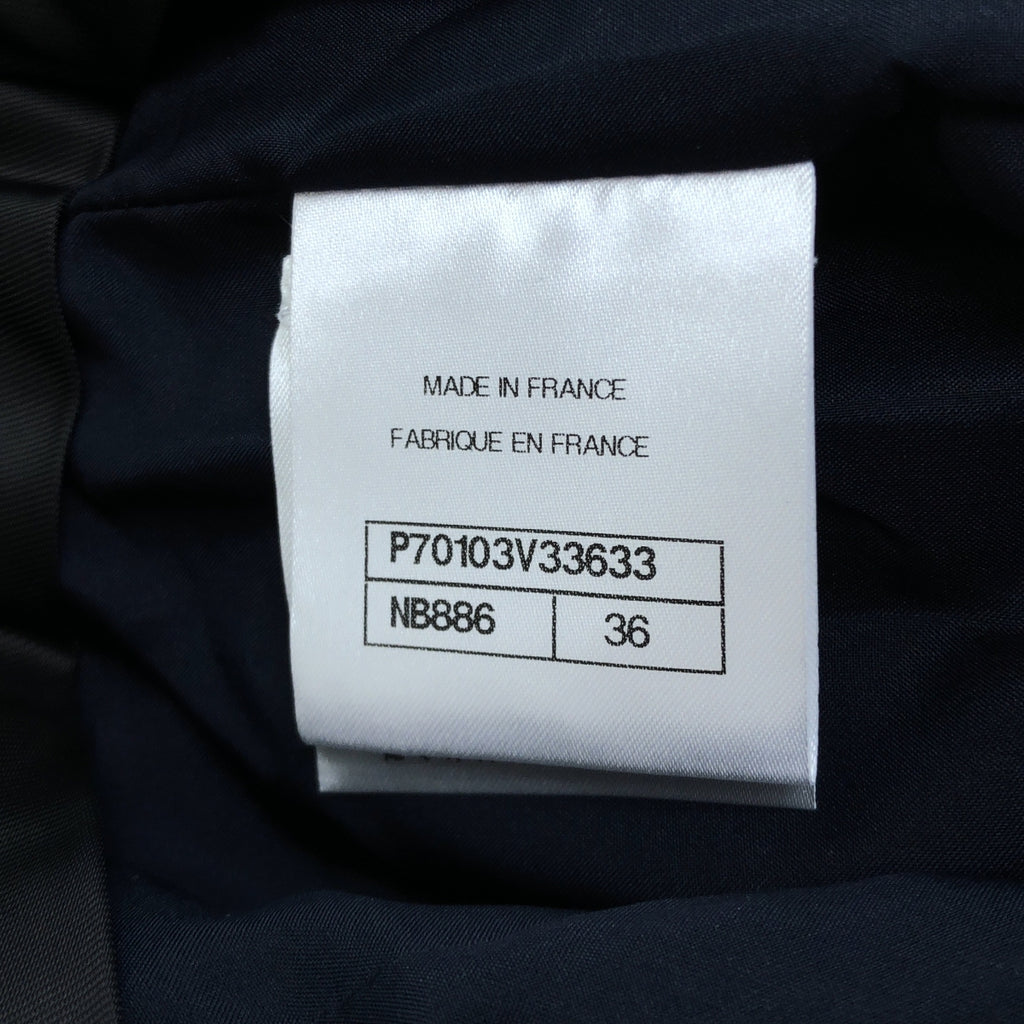 MADE IN FRANCE
FABRIQUE EN FRANCE
P70103V33633
NB886 36